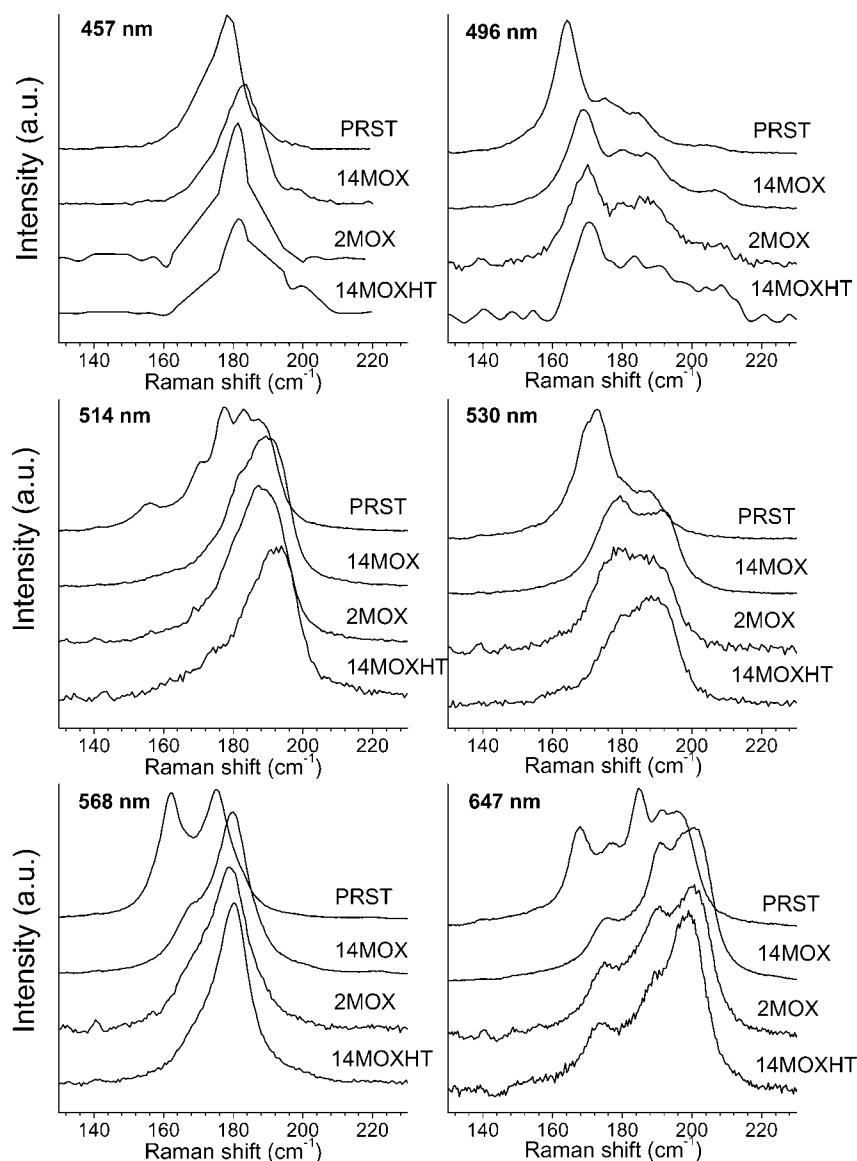 457 nm
PRST
14MOX
2MOX
14MOXHT
140 160 180 200 220
Raman shift (cm-1)
Intensity (a.u.)
496 nm
PRST
14MOX
2MOX
14MOXHT
140 160 180 200 220
Raman shift (cm-1)
514 nm
PRST
14MOX
2MOX
14MOXHT
140 160 180 200 220
Raman shift (cm-1)
Intensity (a.u.)
530 nm
PRST
14MOX
2MOX
14MOXHT
140 160 180 200 220
Raman shift (cm-1)
568 nm
PRST
14MOX
2MOX
14MOXHT
140 160 180 200 220
Raman shift (cm-1)
Intensity (a.u.)
647 nm
PRST
14MOX
2MOX
14MOXHT
140 160 180 200 220
Raman shift (cm-1)